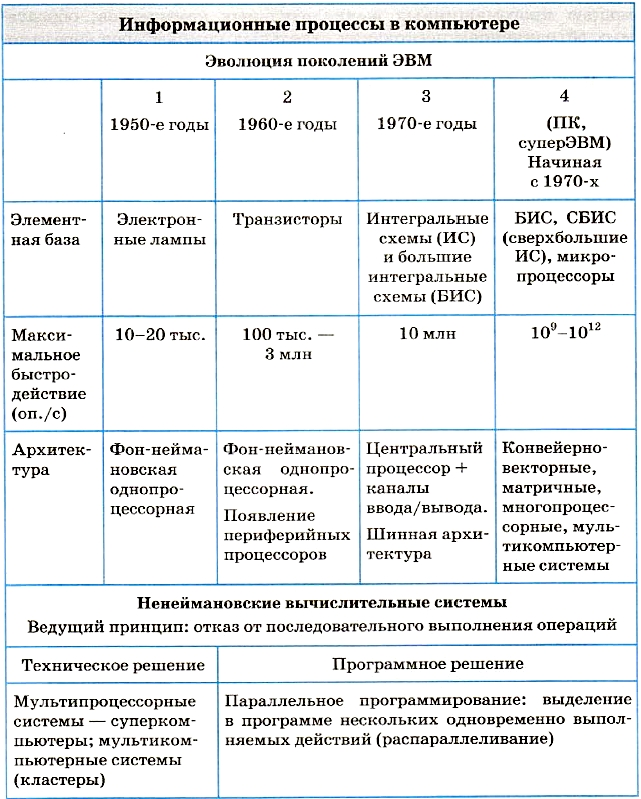 Информационные процессы в компьютере
Эволюция поколений ЭВМ
1
1950-е годы
2
1960-е годы
3
1970-е годы
4
(ПК,
суперЭВМ)
Начиная
с 1970-х
Элемент-
ная база
Электрон-
ные лампы
Транзисторы
Интегральные
схемы (ИС)
и большие
интегральные
схемы (БИС)
БИС, СБИС
(сверхбольшие
ИС), микро-
процессоры
Макси-
мальное
быстро-
действие
(оп./с)
10–20 тыс.
100 тыс. —
3 млн
10 млн
10⁹–10¹²
Архитек-
тура
Фон-нейма-
новская
однопро-
цессорная
Фон-нейманов-
ская однопро-
цессорная.
Появление
периферийных
процессоров
Центральный
процессор +
каналы
ввода/вывода.
Шинная архи-
тектура
Конвейерно-
векторные,
матричные,
многопроцес-
сорные, муль-
тикомпьютер-
ные системы
Ненеймановские вычислительные системы
Ведущий принцип: отказ от последовательного выполнения операций
Техническое решение
Программное решение
Мультипроцессорные
системы — суперком-
пьютеры; мультиком-
пьютерные системы
(кластеры)
Параллельное программирование: выделение
в программе нескольких одновременно выпол-
няемых действий (распараллеливание)